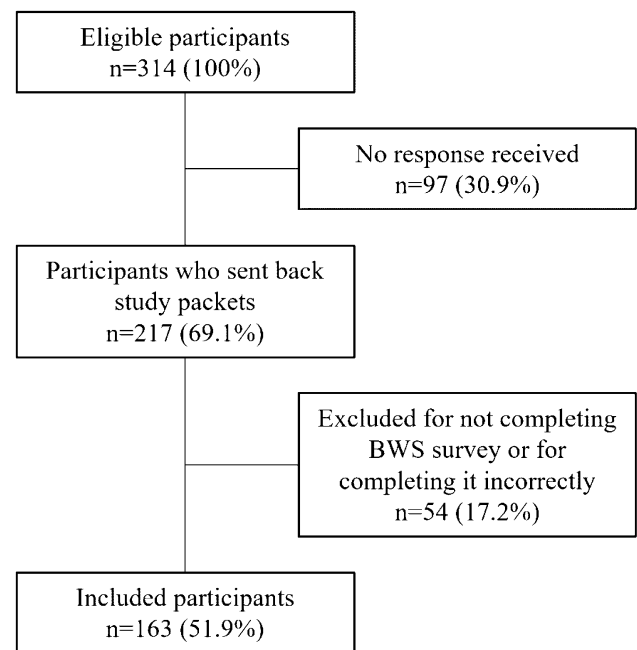 Eligible participants
n=314 (100%)
No response received
n=97 (30.9%)
Participants who sent back
study packets
n=217 (69.1%)
Excluded for not completing
BWS survey or for
completing it incorrectly
n=54 (17.2%)
Included participants
n=163 (51.9%)